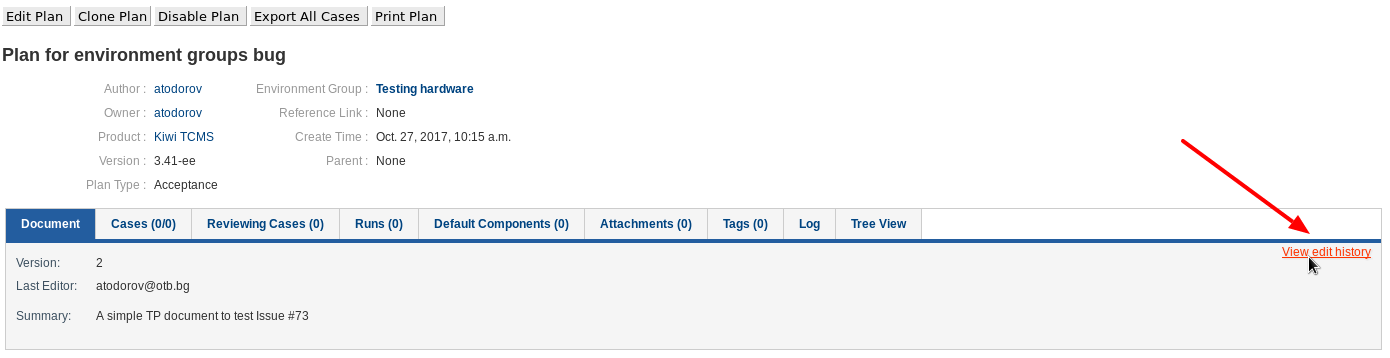 Edit Plan Clone Plan Disable Plan Export All Cases Print Plan
Plan for environment groups bug
Author : atodorov Environment Group : Testing hardware
Owner : atodorov Reference Link : None
Product : Kiwi TCMS Create Time : Oct. 27, 2017, 10:15 a.m.
Version : 3.41-ee Parent : None
Plan Type : Acceptance
Document Cases (0/0) Reviewing Cases (0) Runs (0) Default Components (0) Attachments (0) Tags (0) Log Tree View
View edit history
Version: 2
Last Editor: atodorov@otb.bg
Summary: A simple TP document to test Issue #73